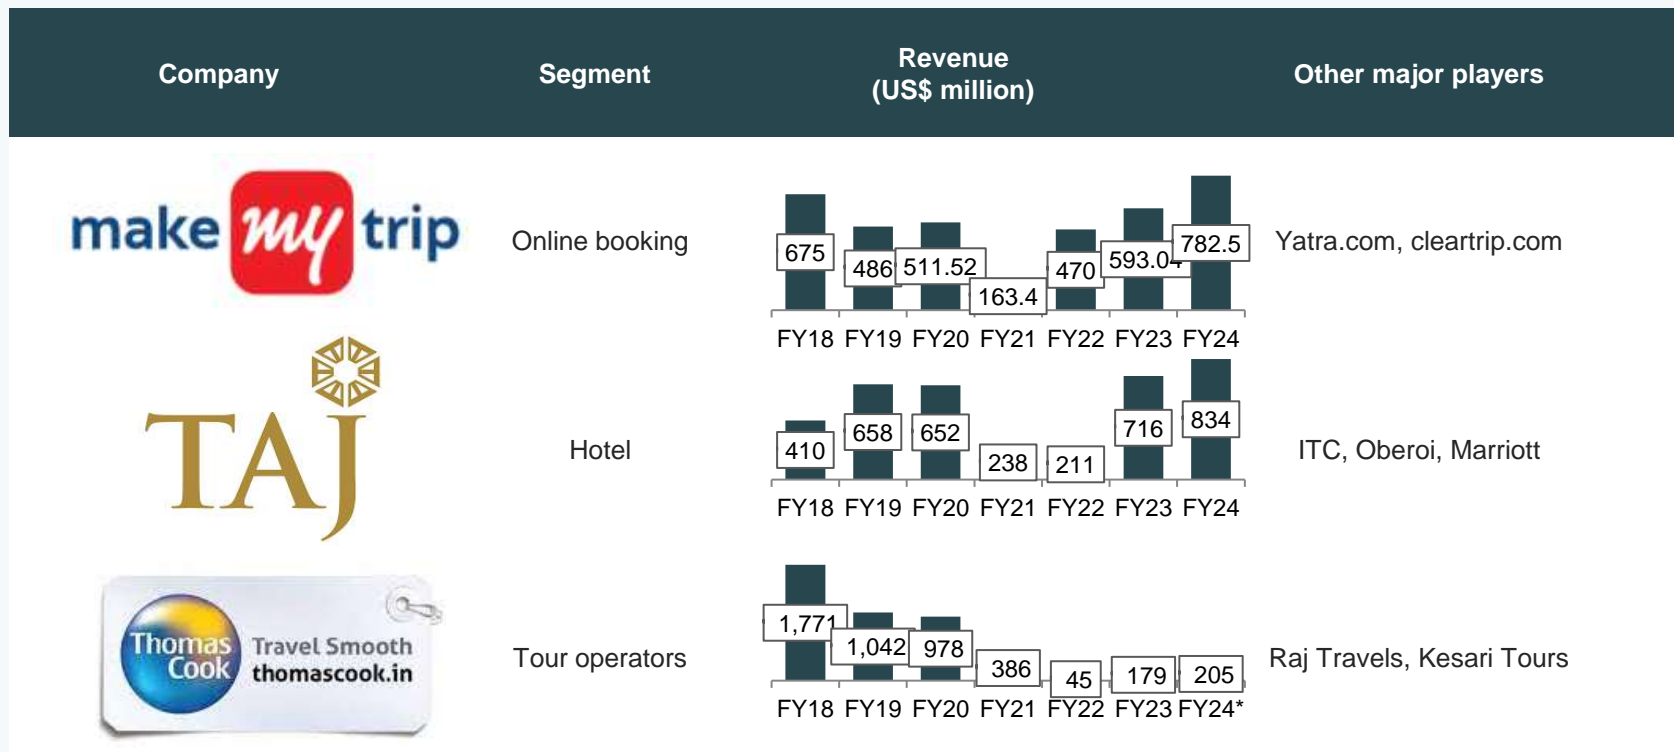 Company
Segment
Revenue
(US$ million)
Other major players
make my trip
Online booking
675
486
511.52
163.4
470
593.04
782.5
FY18 FY19 FY20 FY21 FY22 FY23 FY24
Yatra.com, cleartrip.com
TAJ
Hotel
410
658
652
238
211
716
834
FY18 FY19 FY20 FY21 FY22 FY23 FY24
ITC, Oberoi, Marriott
Thomas
Cook
Travel Smooth
thomascook.in
Tour operators
1,771
1,042
978
386
45
179
205
FY18 FY19 FY20 FY21 FY22 FY23 FY24*
Raj Travels, Kesari Tours